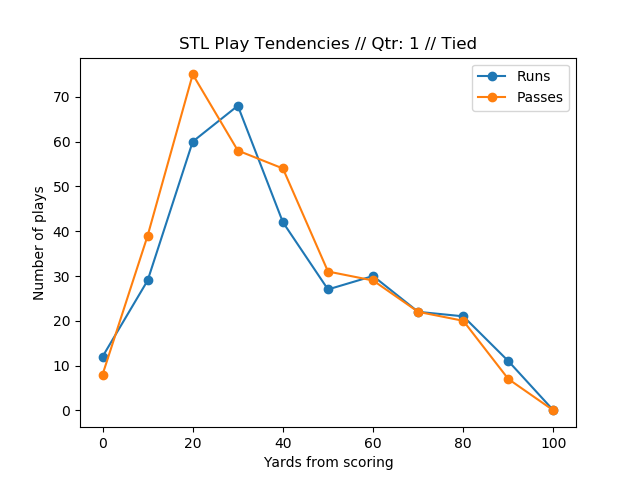 STL Play Tendencies // Qtr: 1 // Tied
Runs
Passes
Number of plays
70
60
50
40
30
20
10
0
0 20 40 60 80 100
Yards from scoring